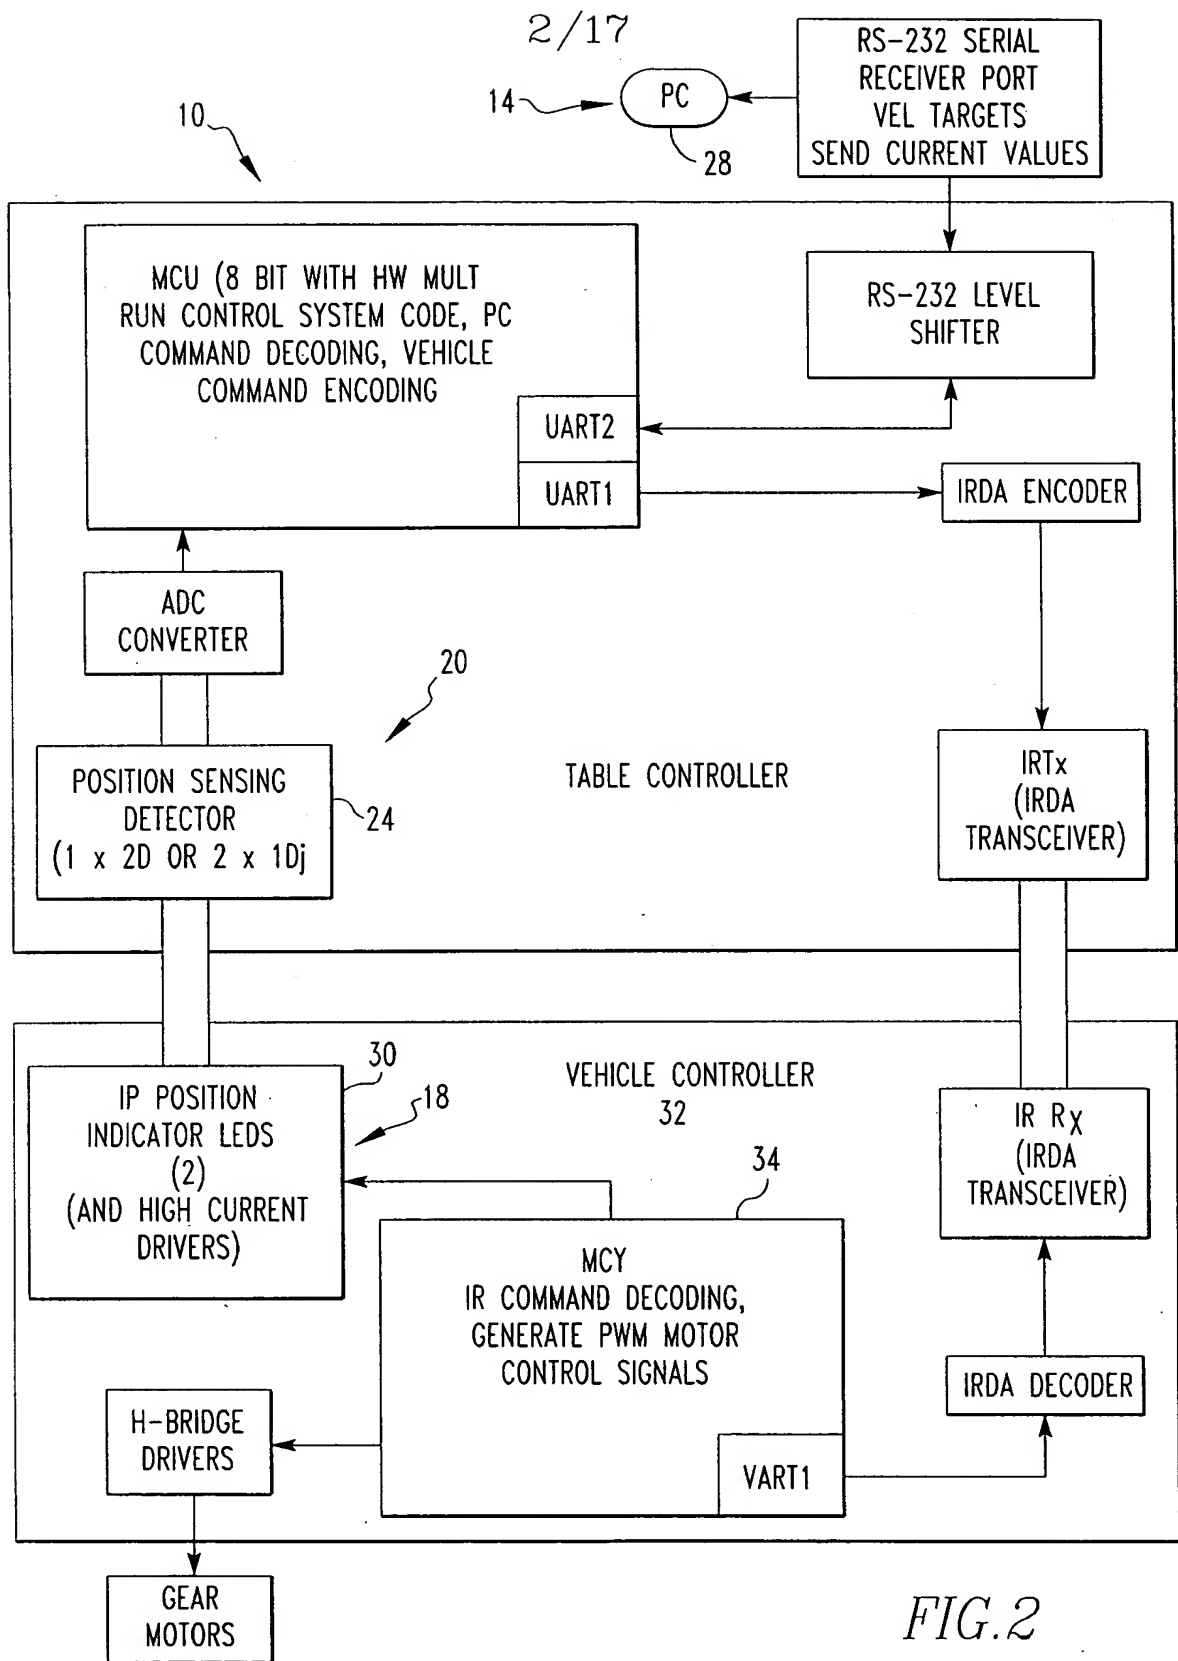 2/17
RS-232 SERIAL
RECEIVER PORT
VEL TARGETS
SEND CURRENT VALUES
14
PC
28
10
MCU (8 BIT WITH HW MULT
RUN CONTROL SYSTEM CODE, PC
COMMAND DECODING, VEHICLE
COMMAND ENCODING
UART2
UART1
RS-232 LEVEL
SHIFTER
IRDA ENCODER
ADC
CONVERTER
20
POSITION SENSING
DETECTOR
(1 x 2D OR 2 x 1Dj
24
TABLE CONTROLLER
IRTx
(IRDA
TRANSCEIVER)
30
IP POSITION
INDICATOR LEDS
(2)
(AND HIGH CURRENT
DRIVERS)
18
VEHICLE CONTROLLER
32
34
IR RX
(IRDA
TRANSCEIVER)
MCY
IR COMMAND DECODING,
GENERATE PWM MOTOR
CONTROL SIGNALS
VART1
IRDA DECODER
H-BRIDGE
DRIVERS
GEAR
MOTORS
FIG.2